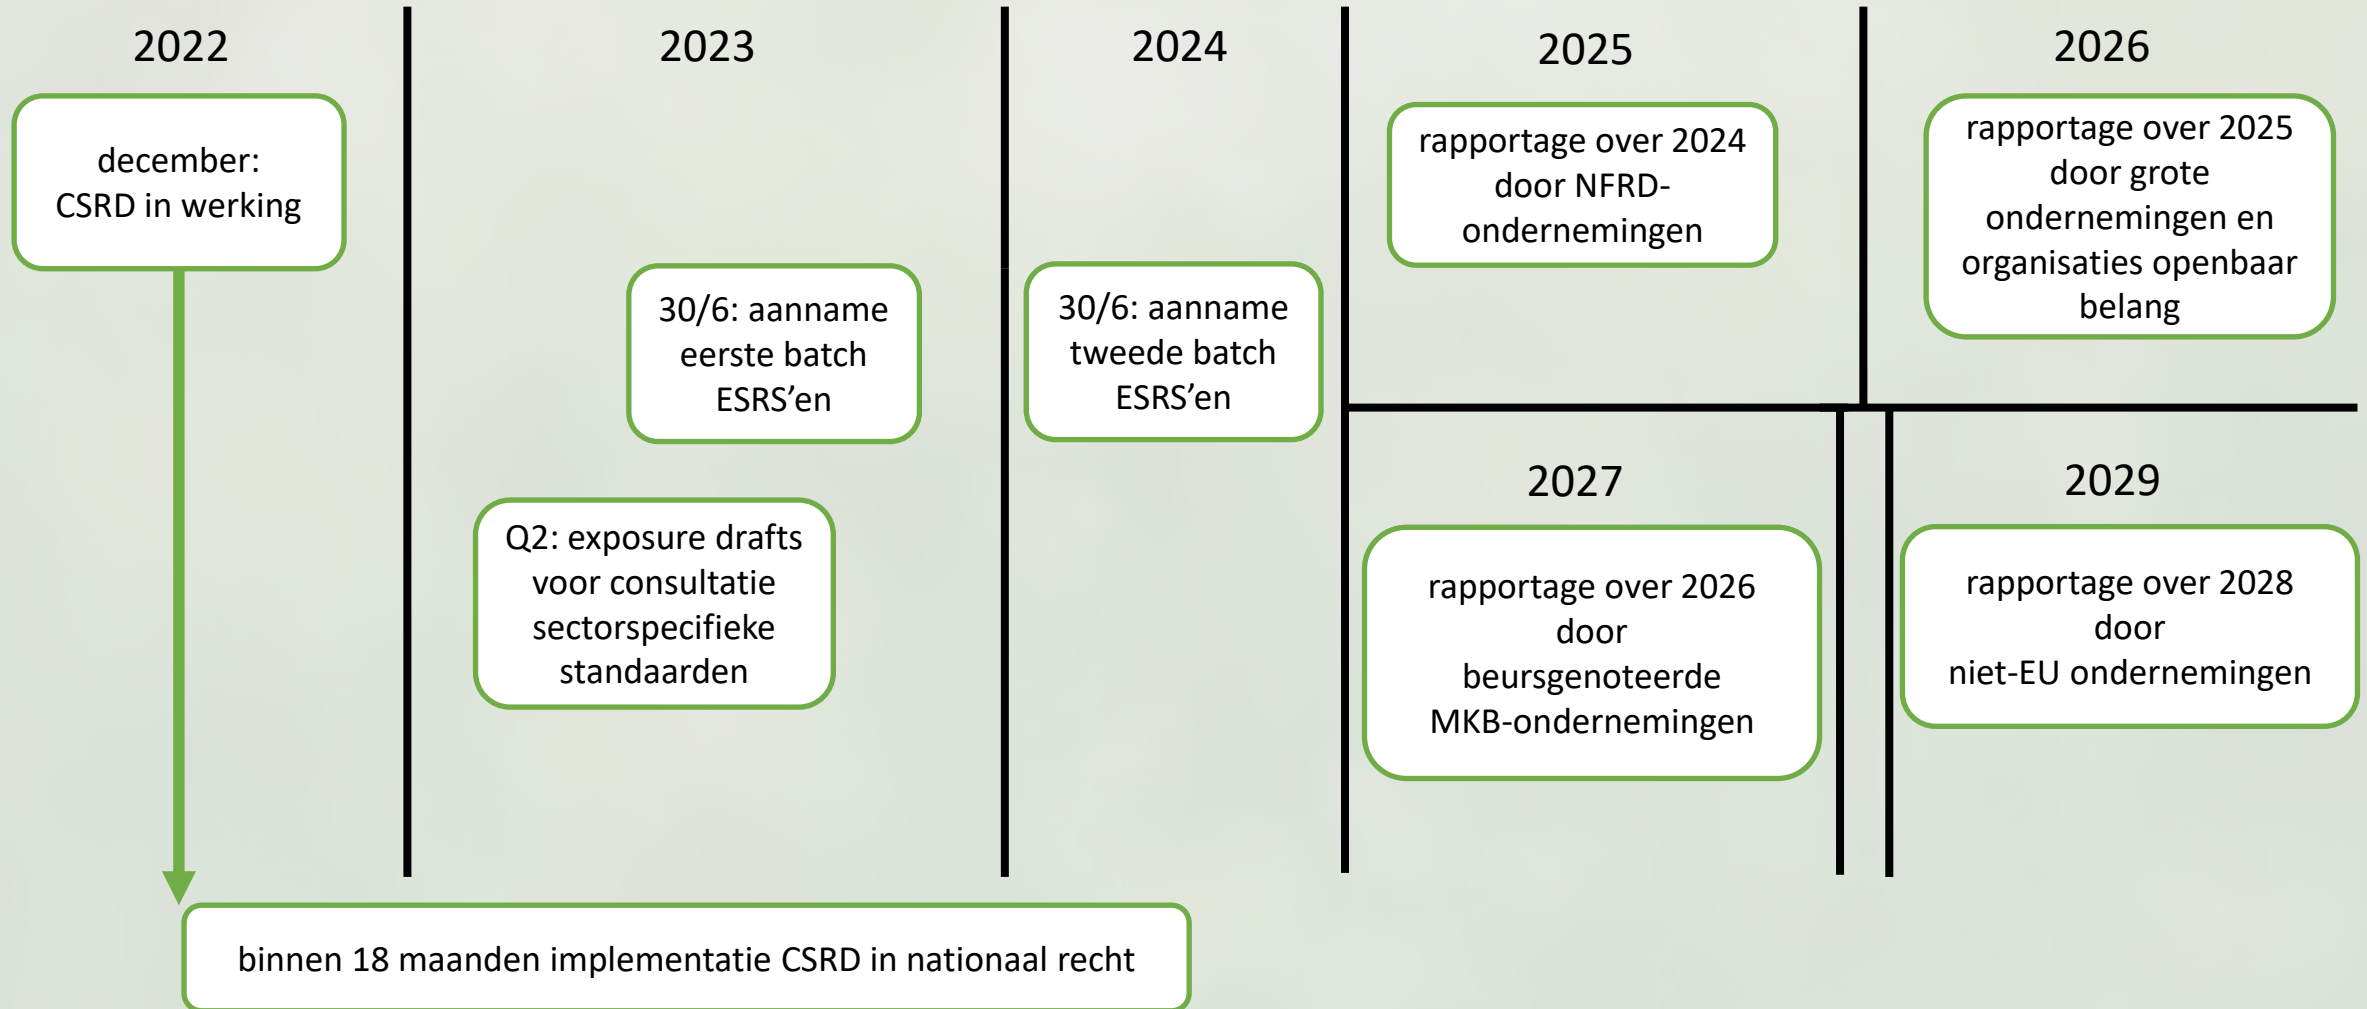 2022
december:
CSRD in werking
2023
30/6: aanname
eerste batch
ESRS’en
Q2: exposure drafts
voor consultatie
sectorspecifieke
standaarden
2024
30/6: aanname
tweede batch
ESRS’en
2025
rapportage over 2024
door NFRD-
ondernemingen
2026
rapportage over 2025
door grote
ondernemingen en
organisaties openbaar
belang
2027
rapportage over 2026
door
beursgenoteerde
MKB-ondernemingen
2029
rapportage over 2028
door
niet-EU ondernemingen
binnen 18 maanden implementatie CSRD in nationaal recht